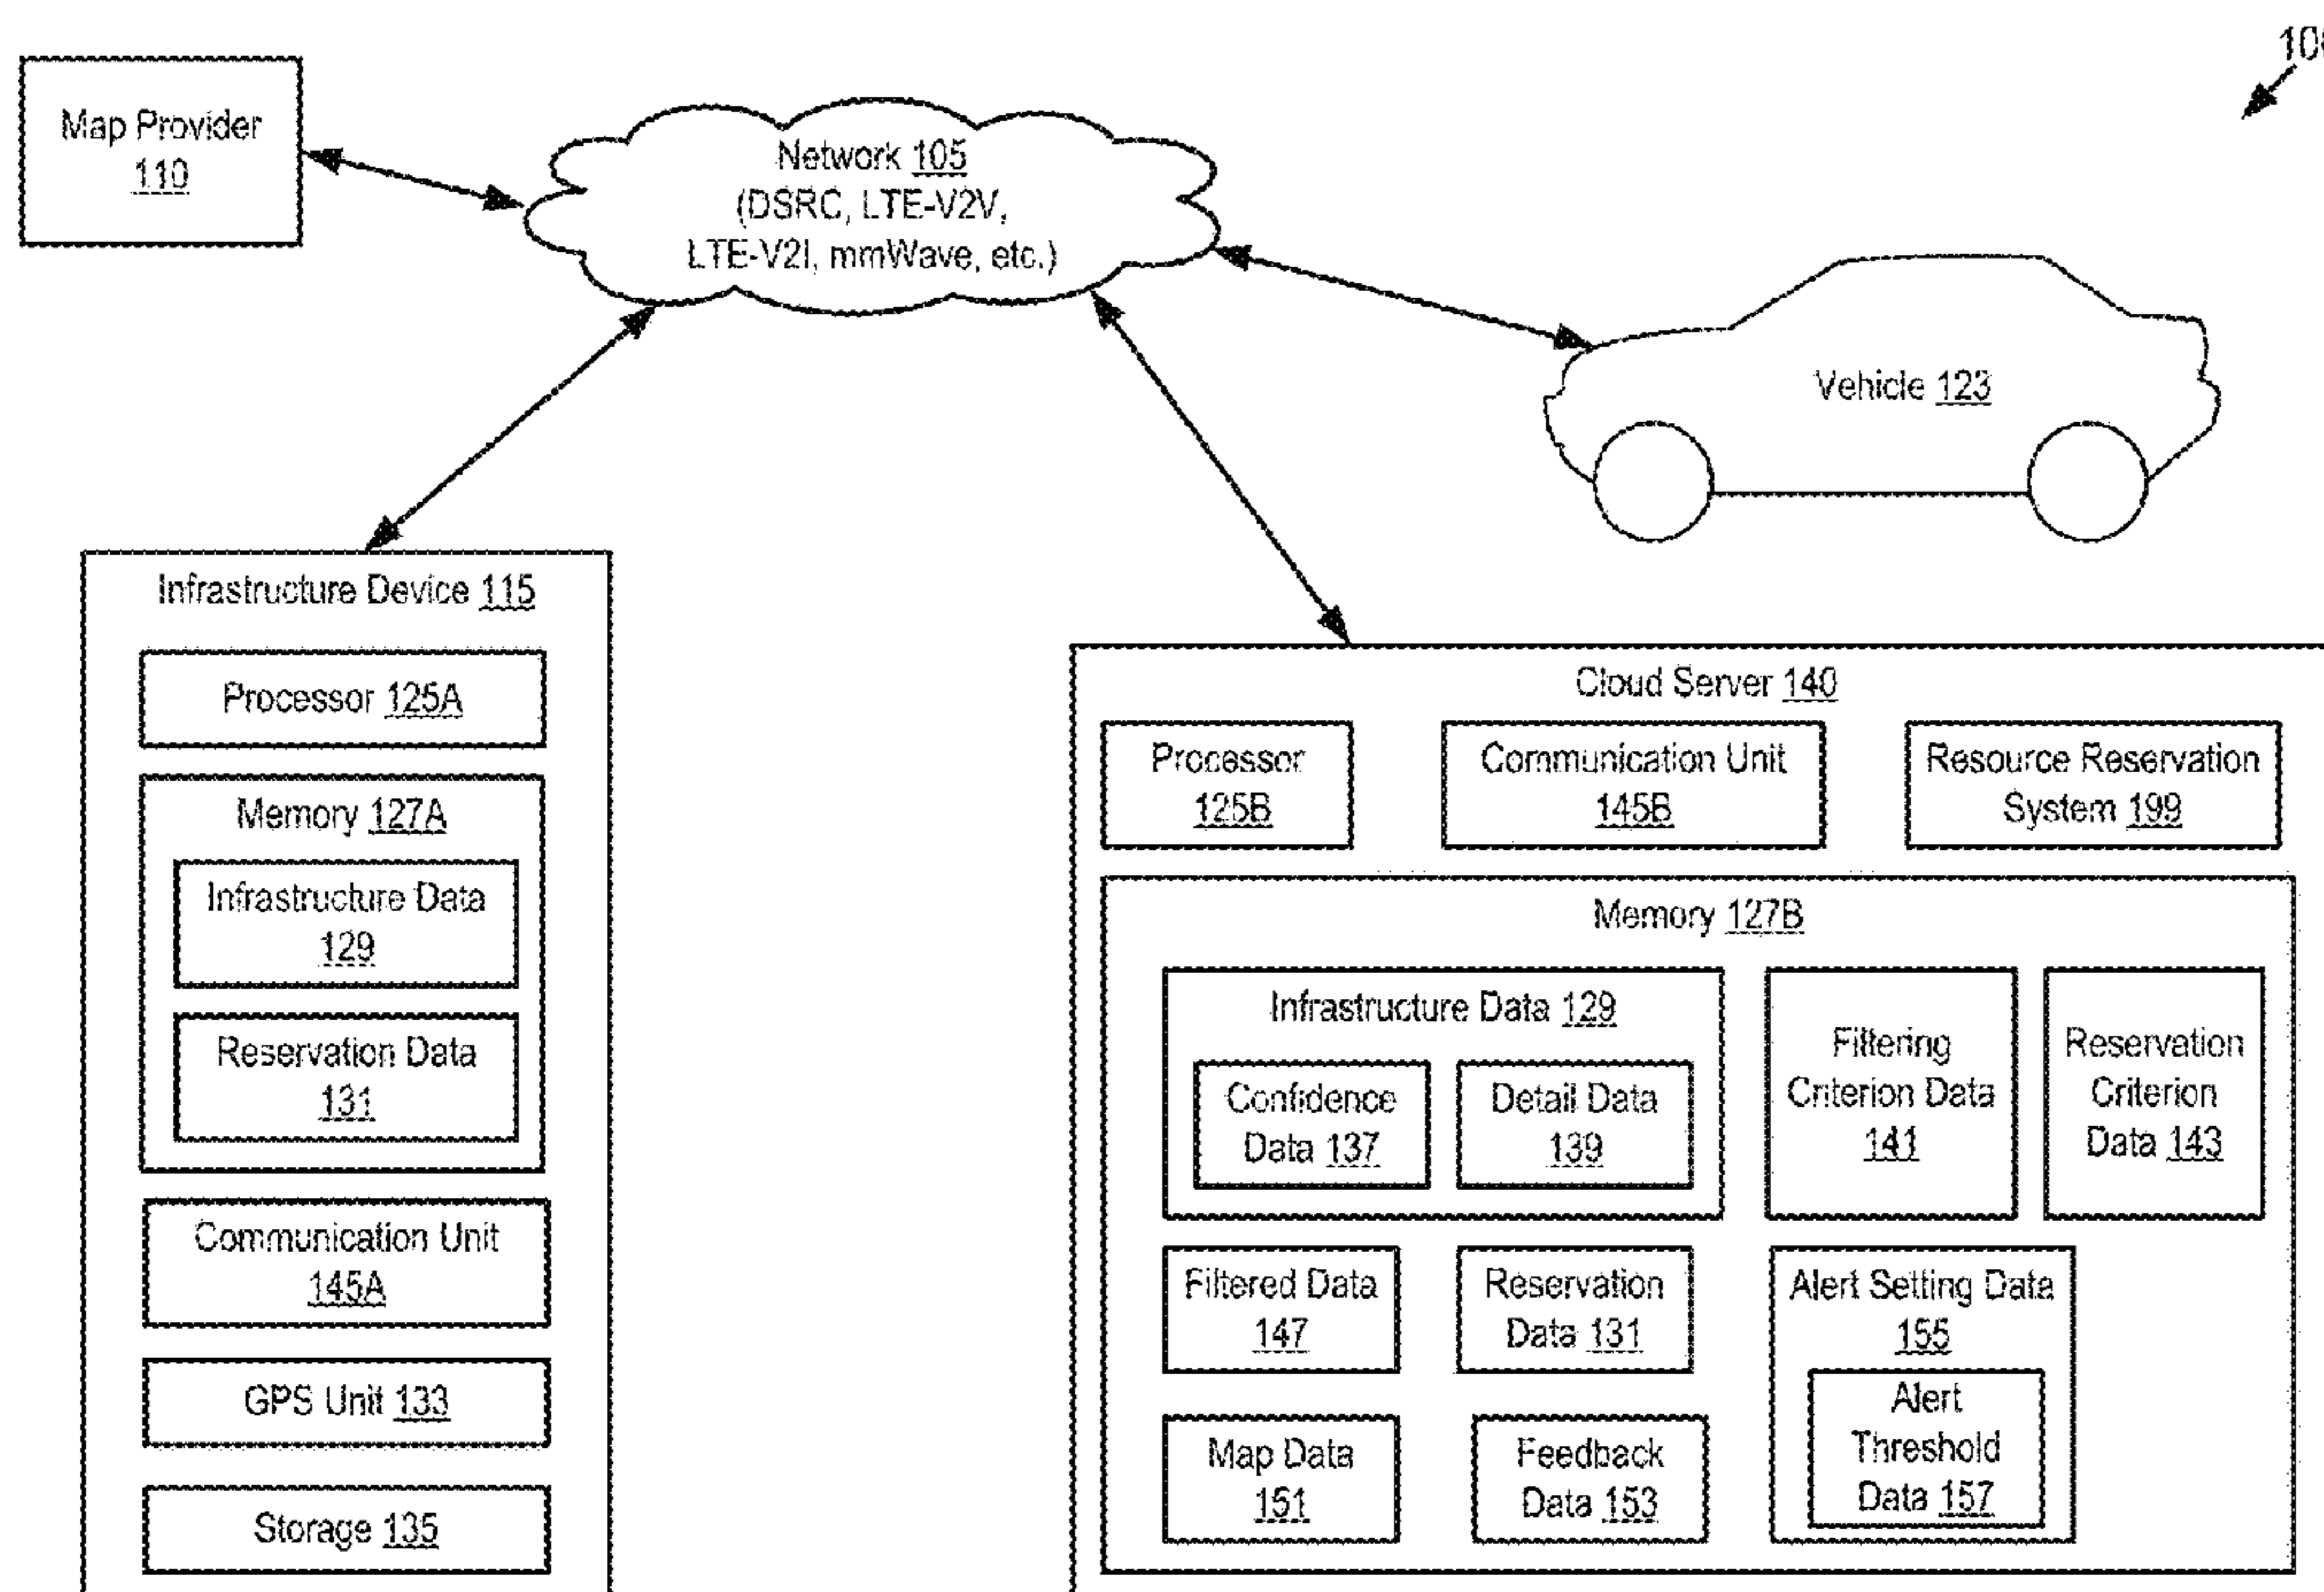 Map Provider
110
Network 105
(DSRC, LTE-V2V,
LTE-V2I, mmWave, etc.)
Vehicle 123
Infrastructure Device 115
Processor 125A
Memory 127A
Infrastructure Data
129
Reservation Data
131
Communication Unit
145A
GPS Unit 133
Storage 135
Cloud Server 140
Processor
125B
Communication Unit
145B
Resource Reservation
System 199
Memory 127B
Infrastructure Data 129
Confidence
Data 137
Detail Data
139
Filtering
Criterion Data
141
Reservation
Criterion
Data 143
Filtered Data
147
Reservation
Data 131
Alert Setting Data
155
Alert
Threshold
Data 157
Map Data
151
Feedback
Data 153